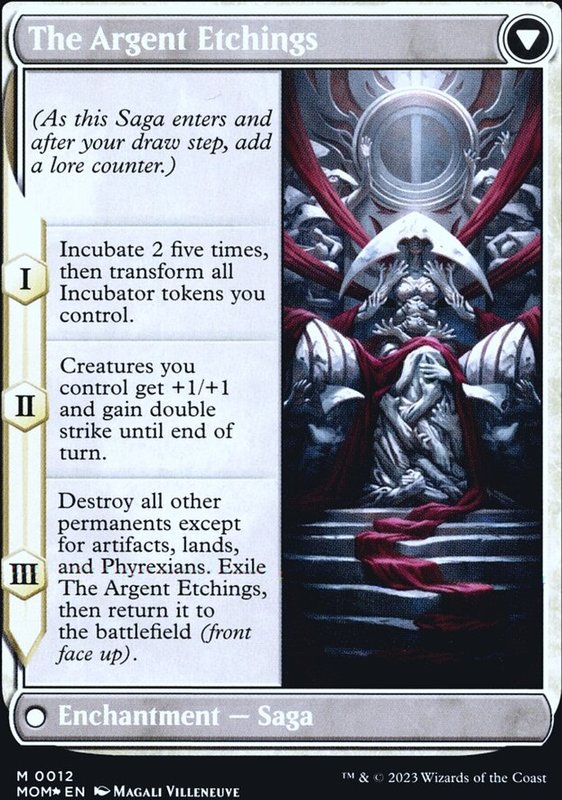 The Argent Etchings
(As this Saga enters and
after your draw step, add
a lore counter.)
I
Incubate 2 five times,
then transform all
Incubator tokens you
control.
II
Creatures you
control get +1/+1
and gain double
strike until end of
turn.
III
Destroy all other
permanents except
for artifacts, lands,
and Phyrexians. Exile
The Argent Etchings,
then return it to
the battlefield (front
face up).
Enchantment — Saga
M 0012
MOM★EN Magali Villeneuve
™ & © 2023 Wizards of the Coast